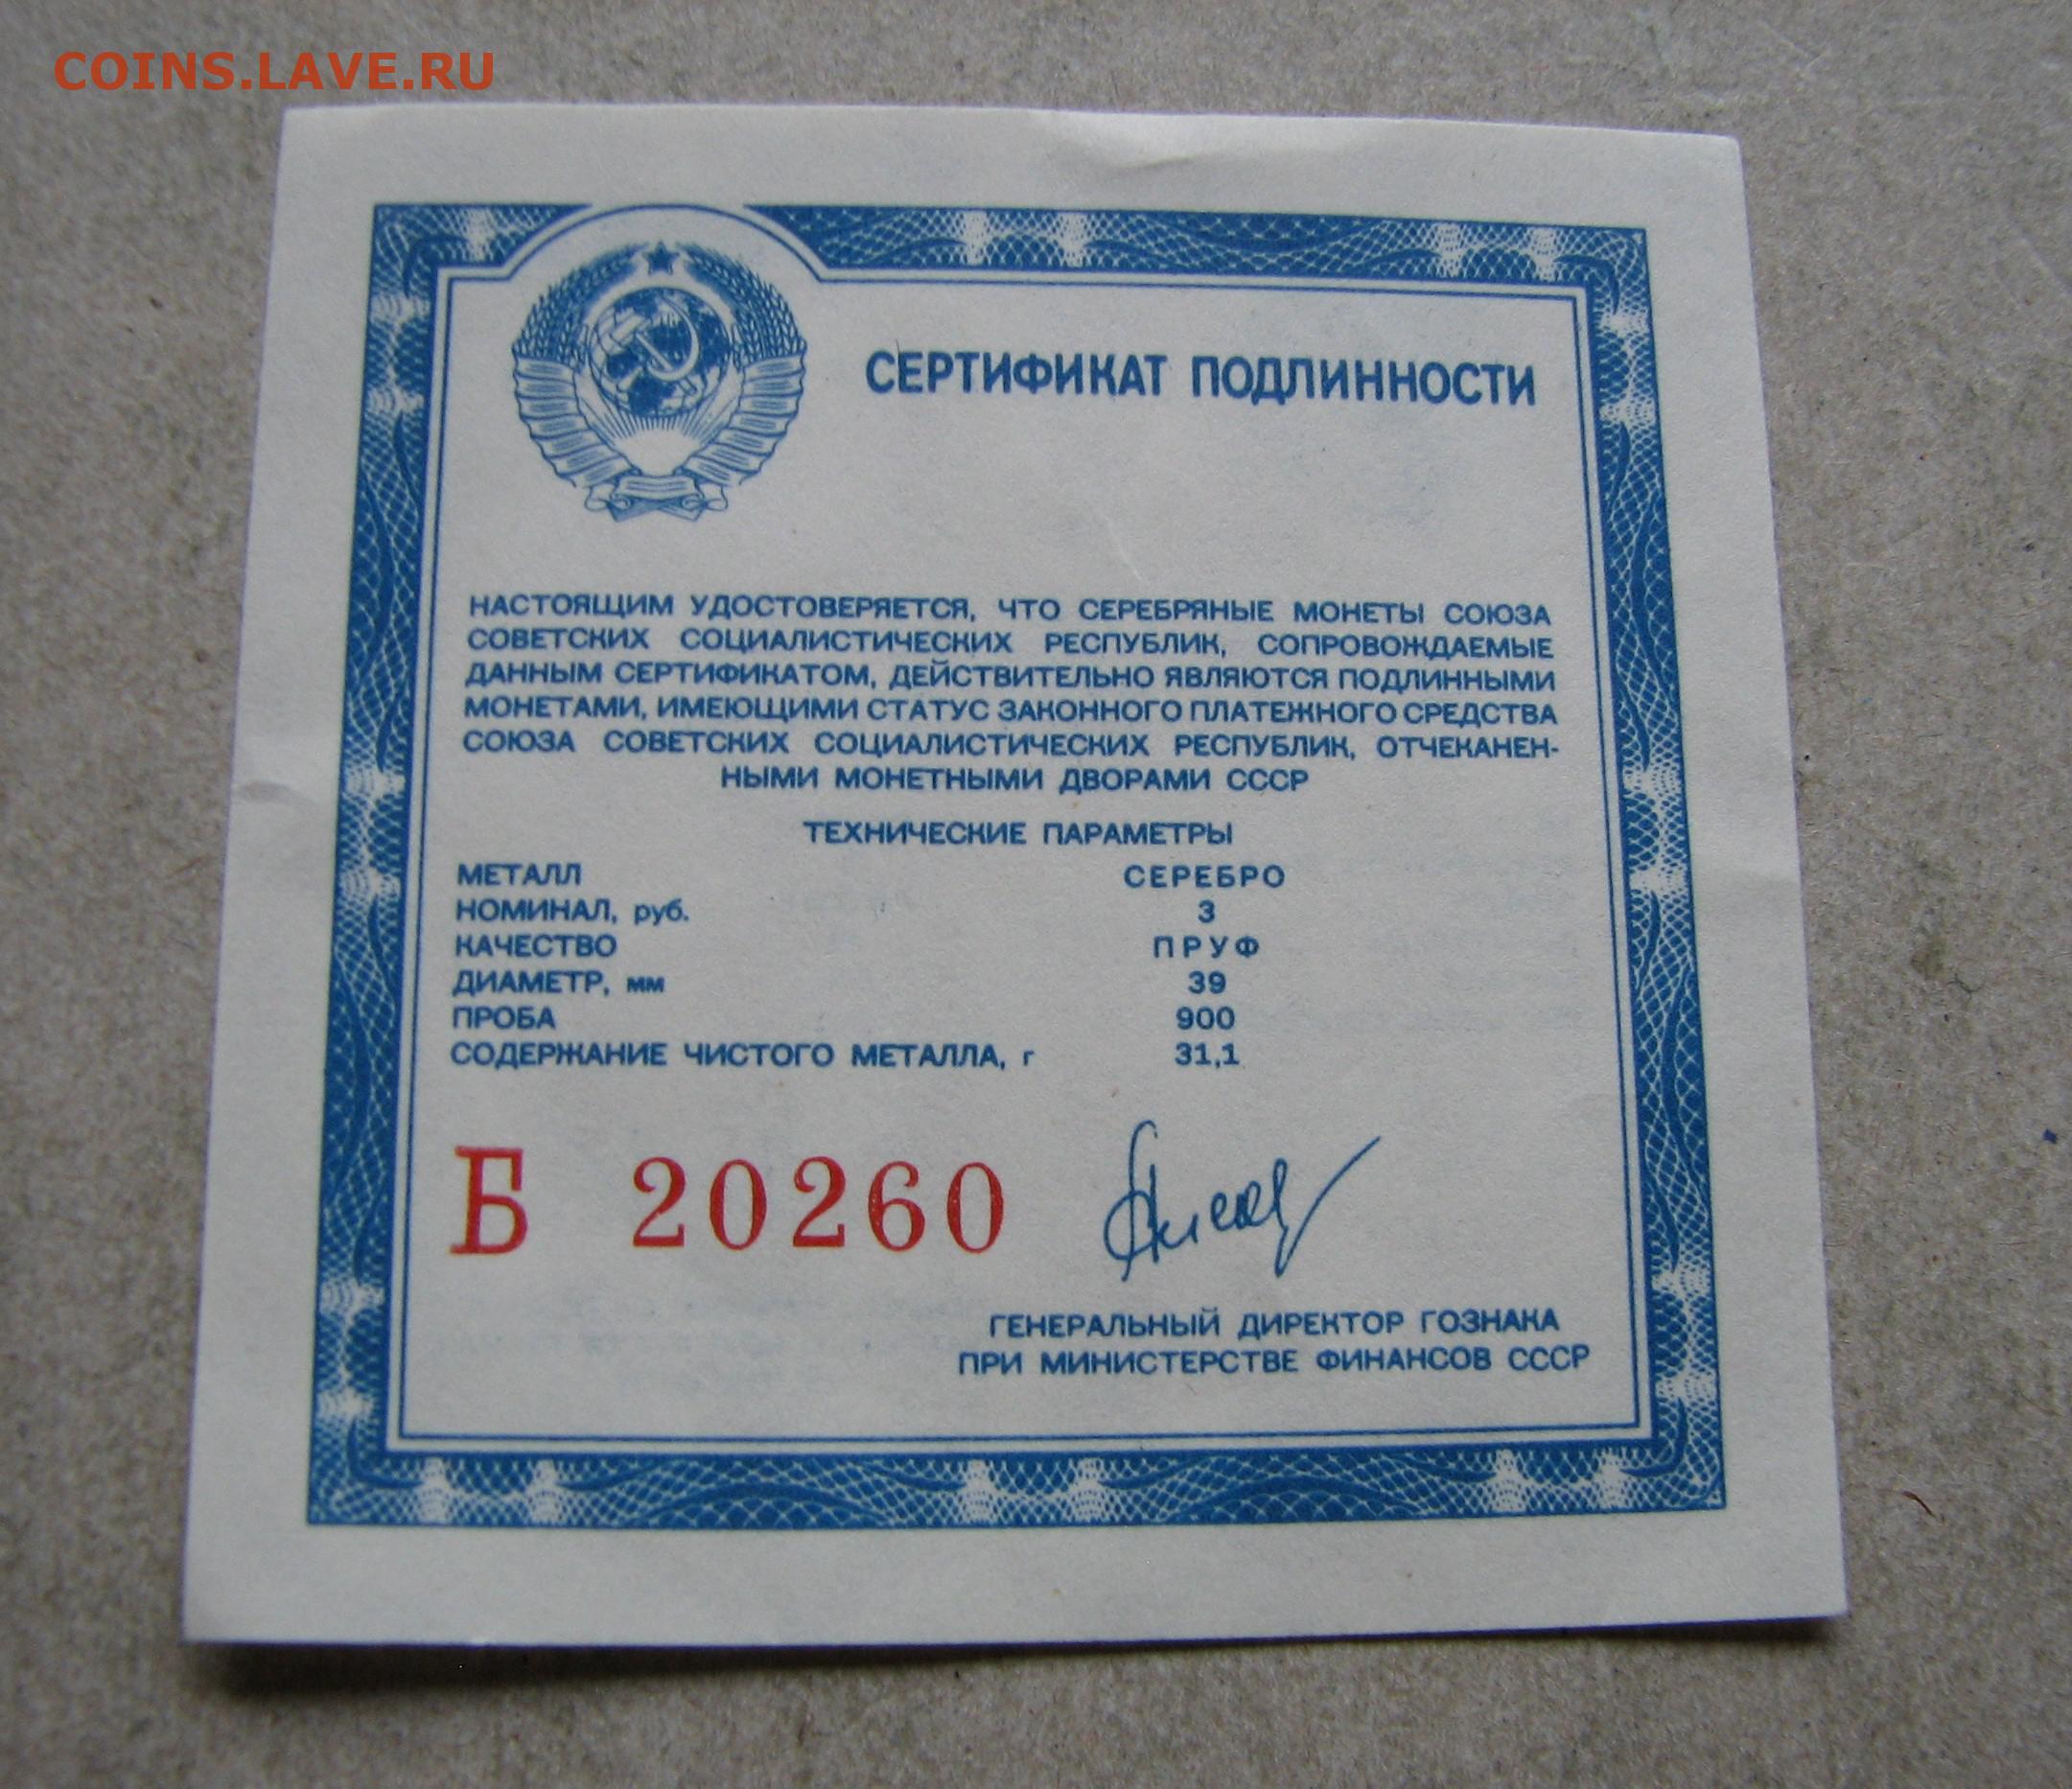 COINS.LAVE.RU
СЕРТИФИКАТ ПОДЛИННОСТИ
НАСТОЯЩИМ УДОСТОВЕРЯЕТСЯ, ЧТО СЕРЕБРЯНЫЕ МОНЕТЫ СОЮЗА
СОВЕТСКИХ СОЦИАЛИСТИЧЕСКИХ РЕСПУБЛИК, СОПРОВОЖДАЕМЫЕ
ДАННЫМ СЕРТИФИКАТОМ, ДЕЙСТВИТЕЛЬНО ЯВЛЯЮТСЯ ПОДЛИННЫМИ
МОНЕТАМИ, ИМЕЮЩИМИ СТАТУС ЗАКОННОГО ПЛАТЕЖНОГО СРЕДСТВА
СОЮЗА СОВЕТСКИХ СОЦИАЛИСТИЧЕСКИХ РЕСПУБЛИК, ОТЧЕКАНЕН-
НЫМИ МОНЕТНЫМИ ДВОРАМИ СССР
ТЕХНИЧЕСКИЕ ПАРАМЕТРЫ
МЕТАЛЛ СЕРЕБРО
НОМИНАЛ, руб. 3
КАЧЕСТВО ПРУФ
ДИАМЕТР, мм 39
ПРОБА 900
СОДЕРЖАНИЕ ЧИСТОГО МЕТАЛЛА, г 31,1
Б 20260
ГЕНЕРАЛЬНЫЙ ДИРЕКТОР ГОЗНАКА
ПРИ МИНИСТЕРСТВЕ ФИНАНСОВ СССР